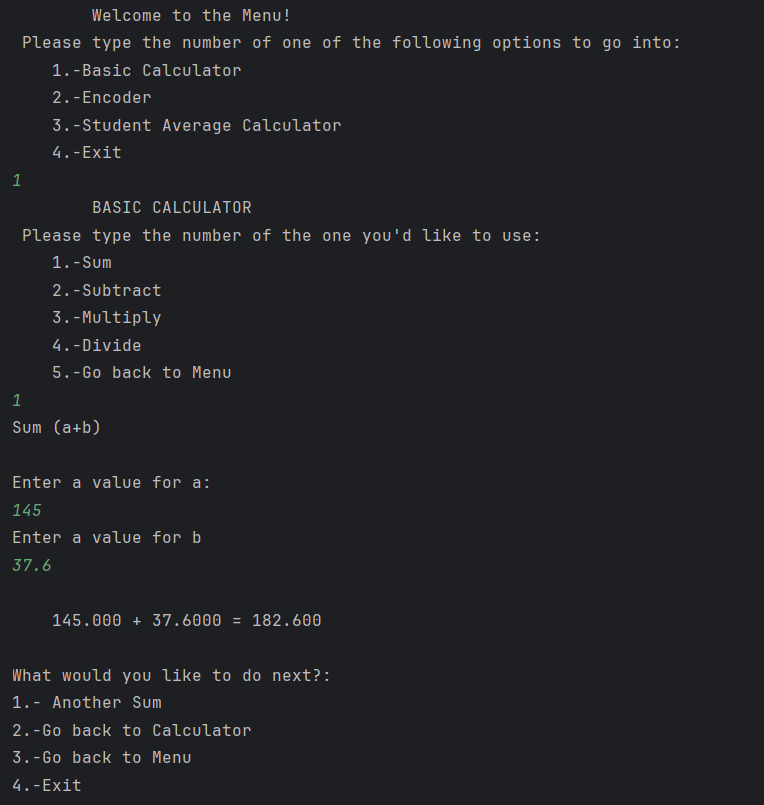 Welcome to the Menu!
Please type the number of one of the following options to go into:
1.-Basic Calculator
2.-Encoder
3.-Student Average Calculator
4.-Exit
1
BASIC CALCULATOR
Please type the number of the one you'd like to use:
1.-Sum
2.-Subtract
3.-Multiply
4.-Divide
5.-Go back to Menu
1
Sum (a+b)
Enter a value for a:
145
Enter a value for b
37.6
145.000 + 37.6000 = 182.600
What would you like to do next?:
1.- Another Sum
2.-Go back to Calculator
3.-Go back to Menu
4.-Exit